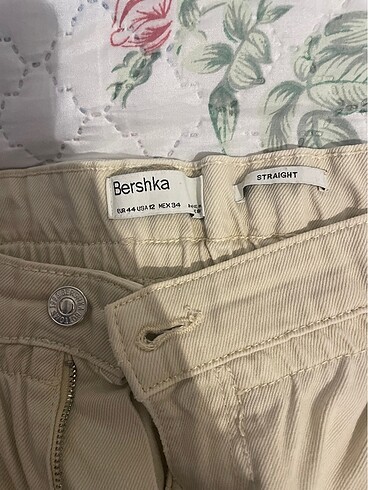 Bershka
EUR 44 USA 12 MEX 34
STRAIGHT